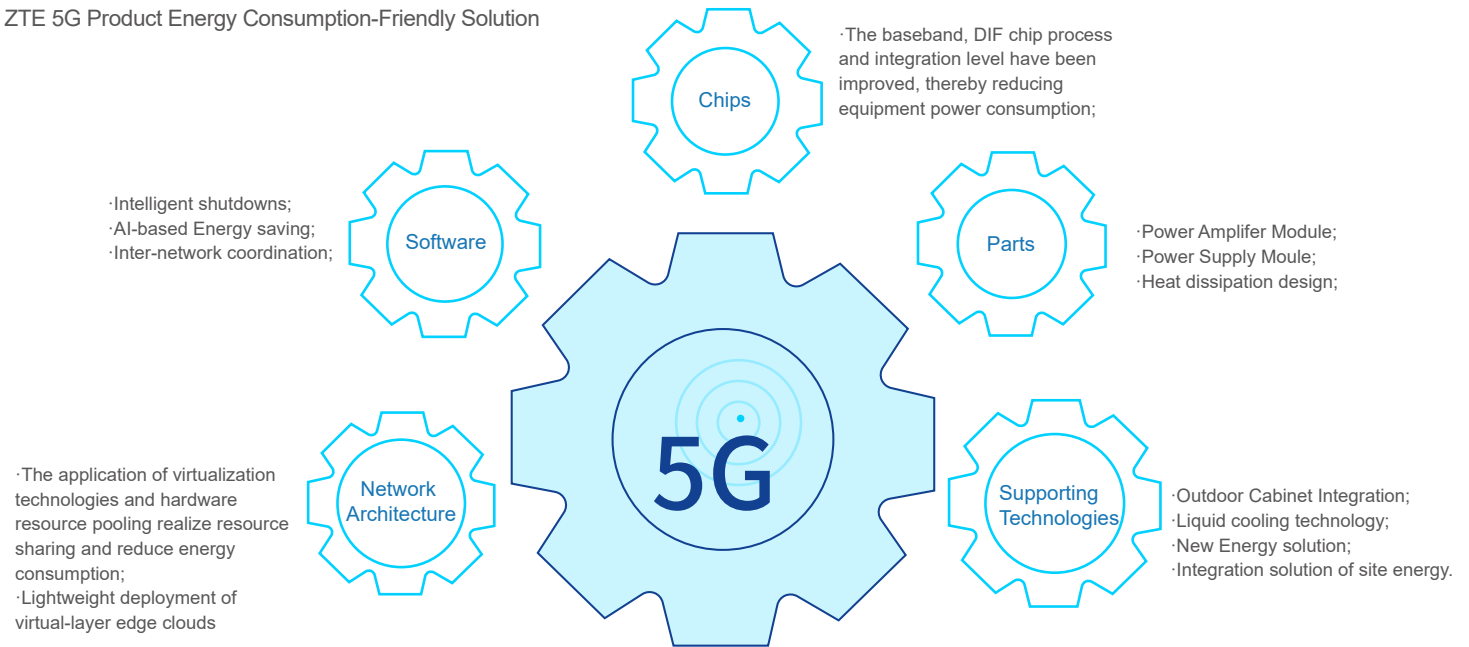 ZTE 5G Product Energy Consumption-Friendly Solution
Chips
·The baseband, DIF chip process
and integration level have been
improved, thereby reducing
equipment power consumption;
Software
·Intelligent shutdowns;
·AI-based Energy saving;
·Inter-network coordination;
Parts
·Power Amplifer Module;
·Power Supply Moule;
·Heat dissipation design;
5G
Network
Architecture
·The application of virtualization
technologies and hardware
resource pooling realize resource
sharing and reduce energy
consumption;
·Lightweight deployment of
virtual-layer edge clouds
Supporting
Technologies
·Outdoor Cabinet Integration;
·Liquid cooling technology;
·New Energy solution;
·Integration solution of site energy.